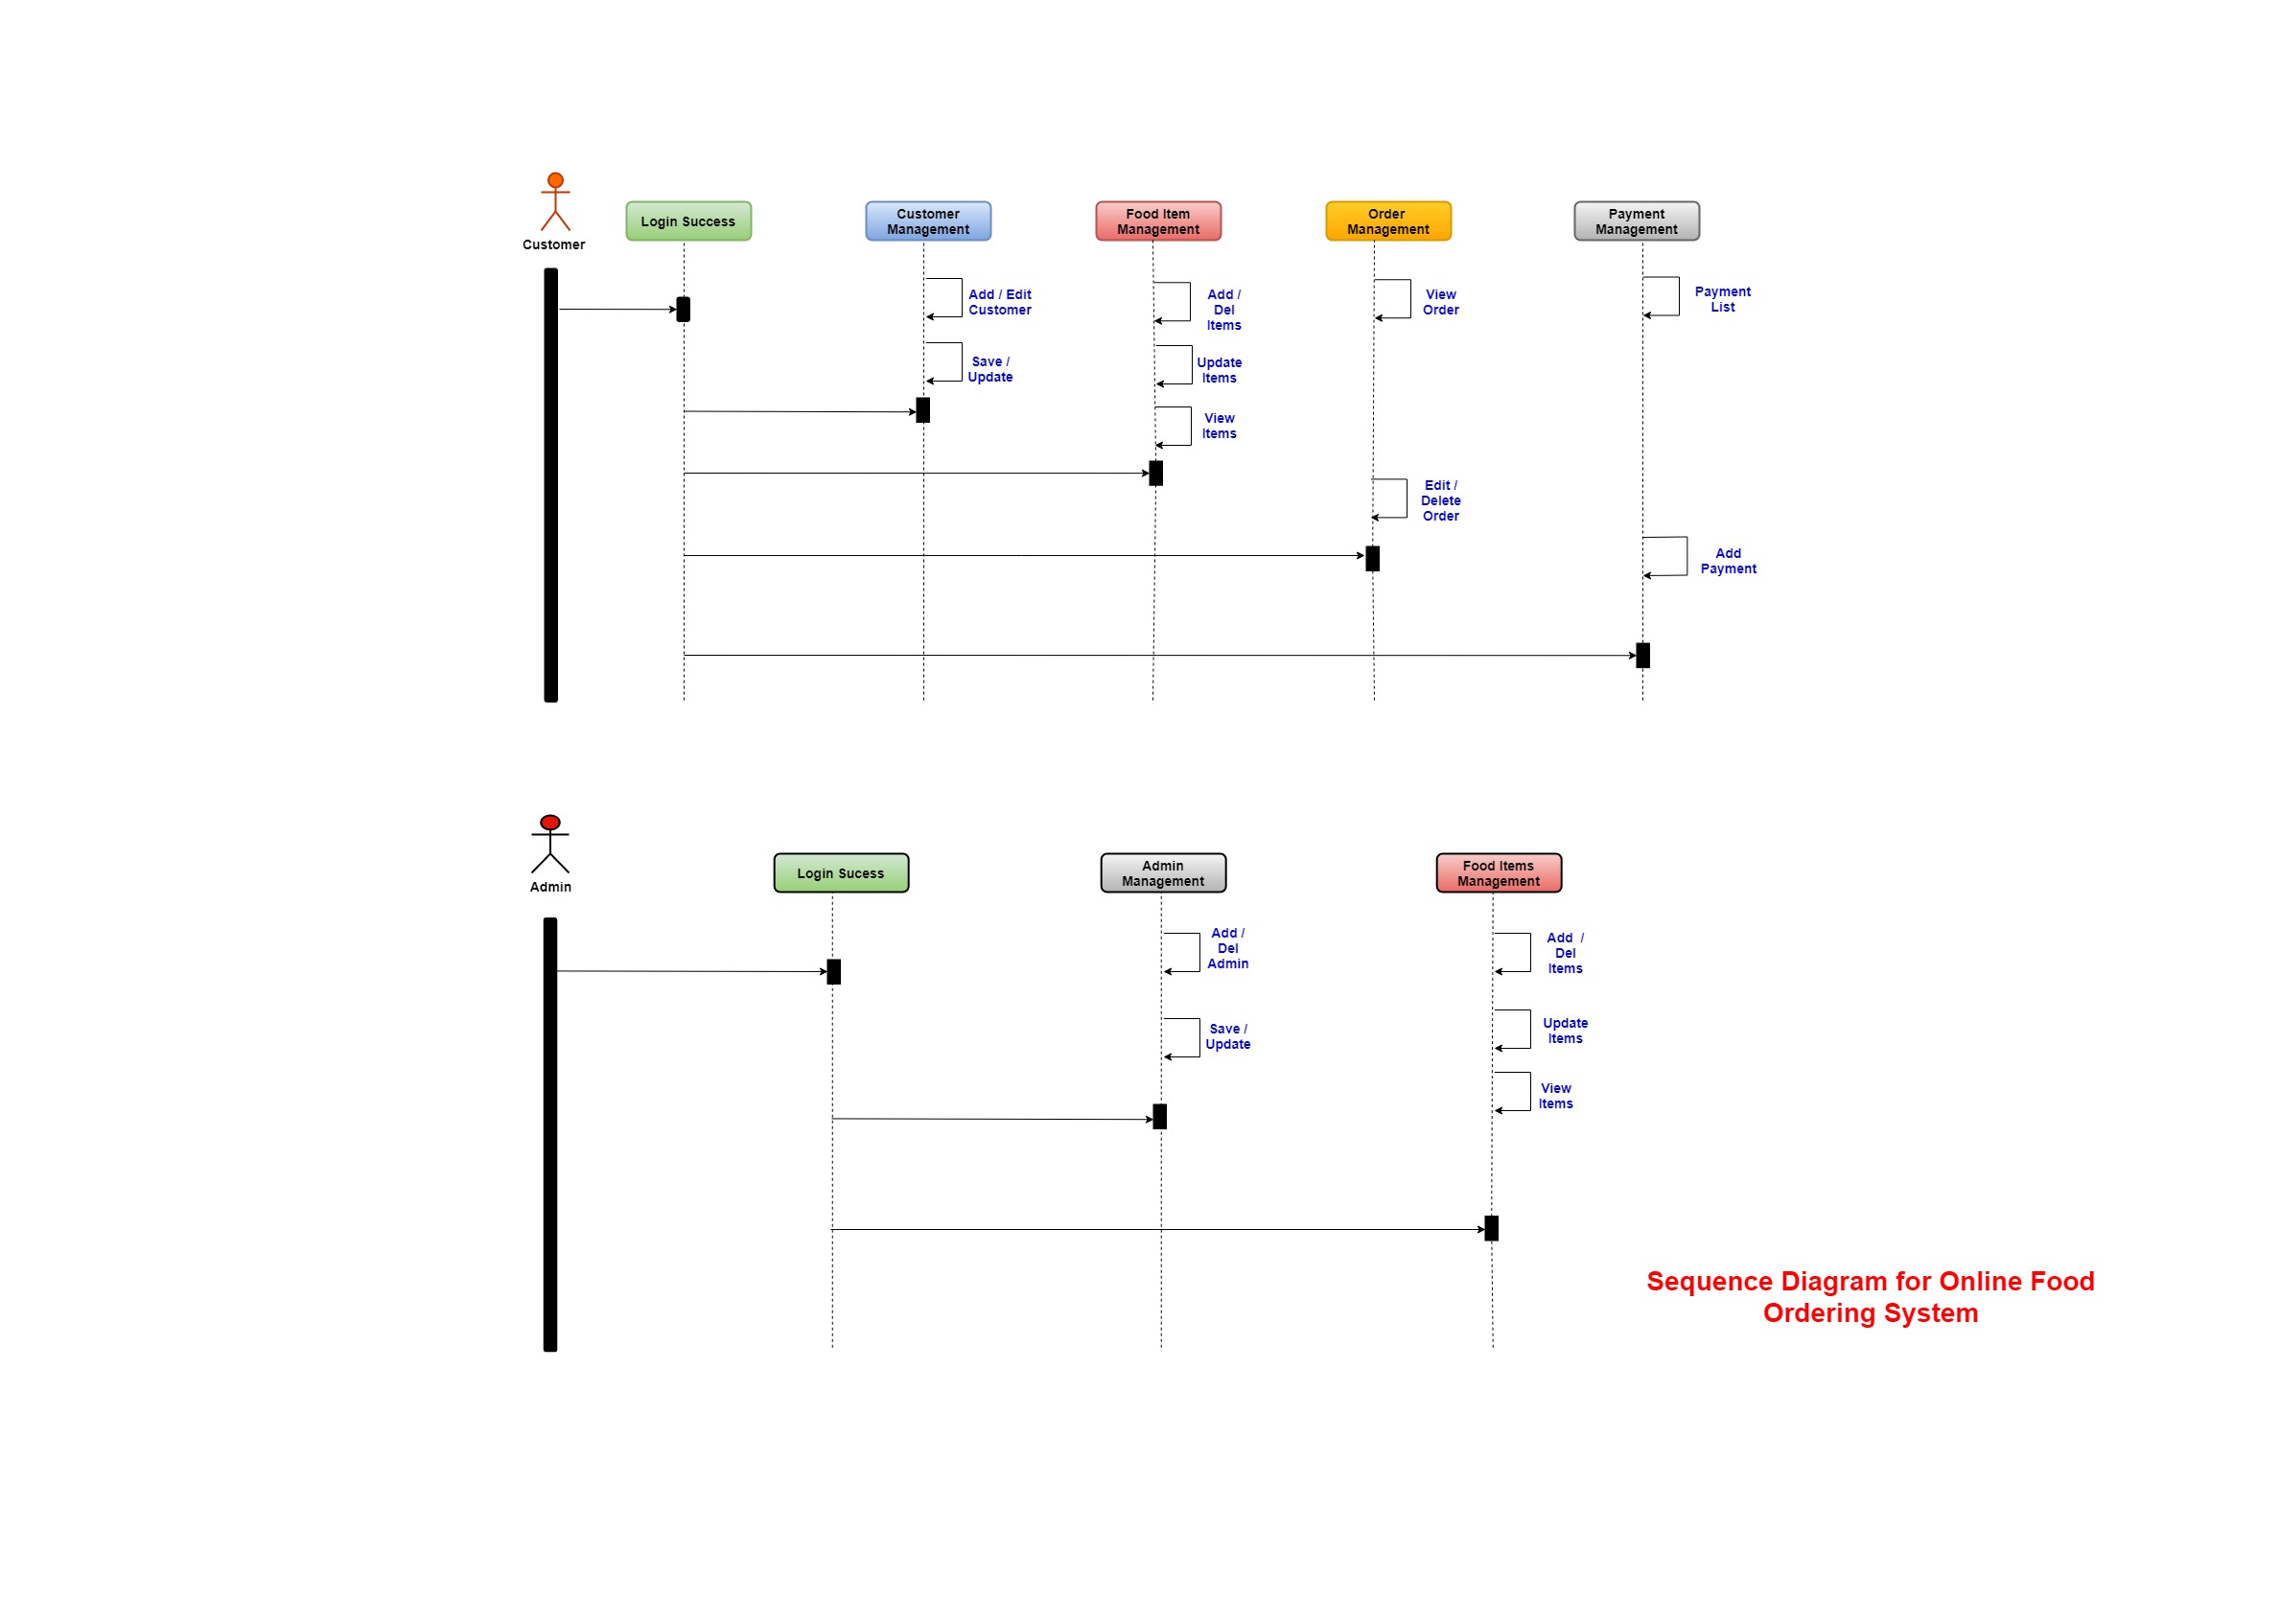 Customer
Login Success
Customer
Management
Food Item
Management
Order
Management
Payment
Management
Add / Edit
Customer
Save /
Update
Add /
Del
Items
Update
Items
View
Items
View
Order
Edit /
Delete
Order
Payment
List
Add
Payment
Admin
Login Sucess
Admin
Management
Food Items
Management
Add /
Del
Admin
Save /
Update
Add  /
Del
Items
Update
Items
View
Items
Sequence Diagram for Online Food
Ordering System